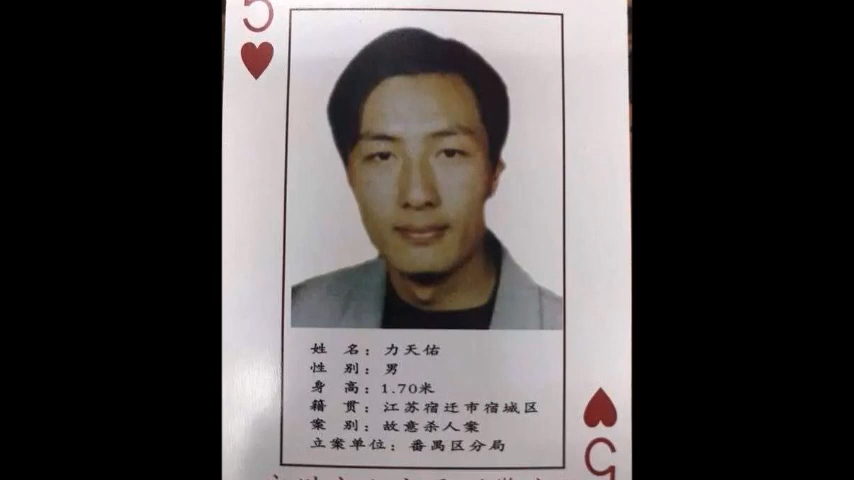 5
姓 名：力天佑
性 别：男
身 高：1.70米
籍 贯：江苏宿迁市宿城区
案 别：故意杀人案
立案单位：番禺区分局
5